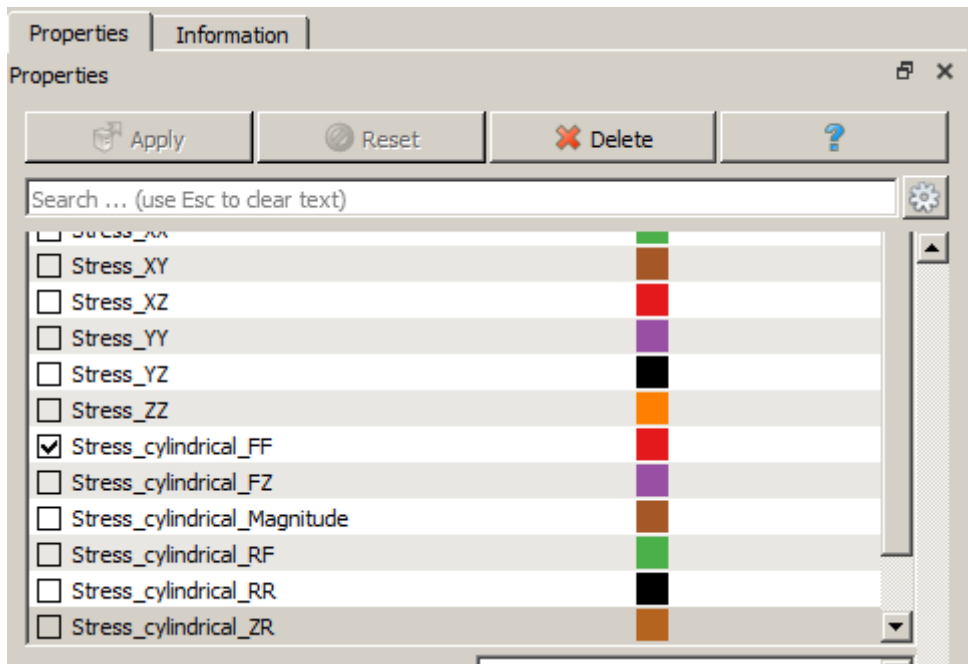 Properties Information
Properties
Apply Reset Delete ?
Search ... (use Esc to clear text)
Stress_XX
Stress_XY
Stress_XZ
Stress_YY
Stress_YZ
Stress_ZZ
Stress_cylindrical_FF
Stress_cylindrical_FZ
Stress_cylindrical_Magnitude
Stress_cylindrical_RF
Stress_cylindrical_RR
Stress_cylindrical_ZR